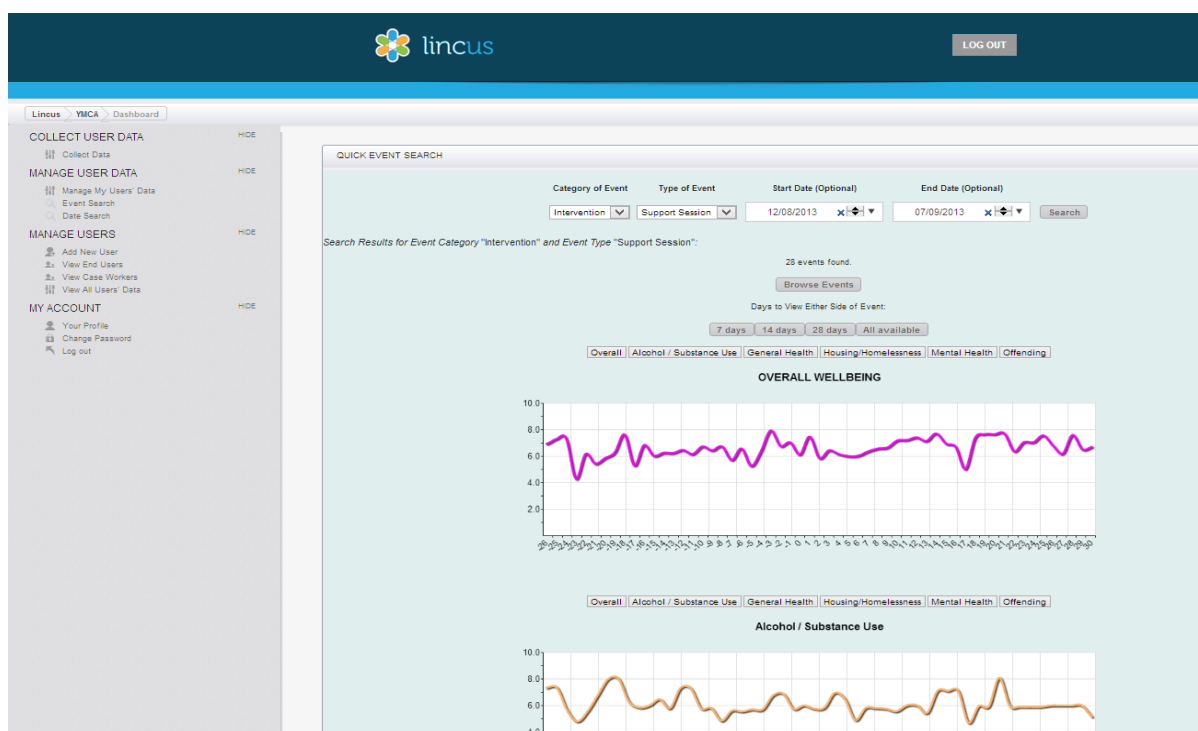 lincus
LOG OUT
Lincus YMCA Dashboard
COLLECT USER DATA HIDE
Collect Data
MANAGE USER DATA HIDE
Manage My Users' Data
Event Search
Date Search
MANAGE USERS HIDE
Add New User
View End Users
View Case Workers
View All Users' Data
MY ACCOUNT HIDE
Your Profile
Change Password
Log out
QUICK EVENT SEARCH
Category of Event Type of Event Start Date (Optional) End Date (Optional)
Intervention Support Session 12/08/2013 07/09/2013 Search
Search Results for Event Category "Intervention" and Event Type "Support Session":
28 events found.
Browse Events
Days to View Either Side of Event:
7 days 14 days 28 days All available
Overall Alcohol / Substance Use General Health Housing/Homelessness Mental Health Offending
OVERALL WELLBEING
10.0
8.0
6.0
4.0
2.0
Overall Alcohol / Substance Use General Health Housing/Homelessness Mental Health Offending
Alcohol / Substance Use
10.0
8.0
6.0